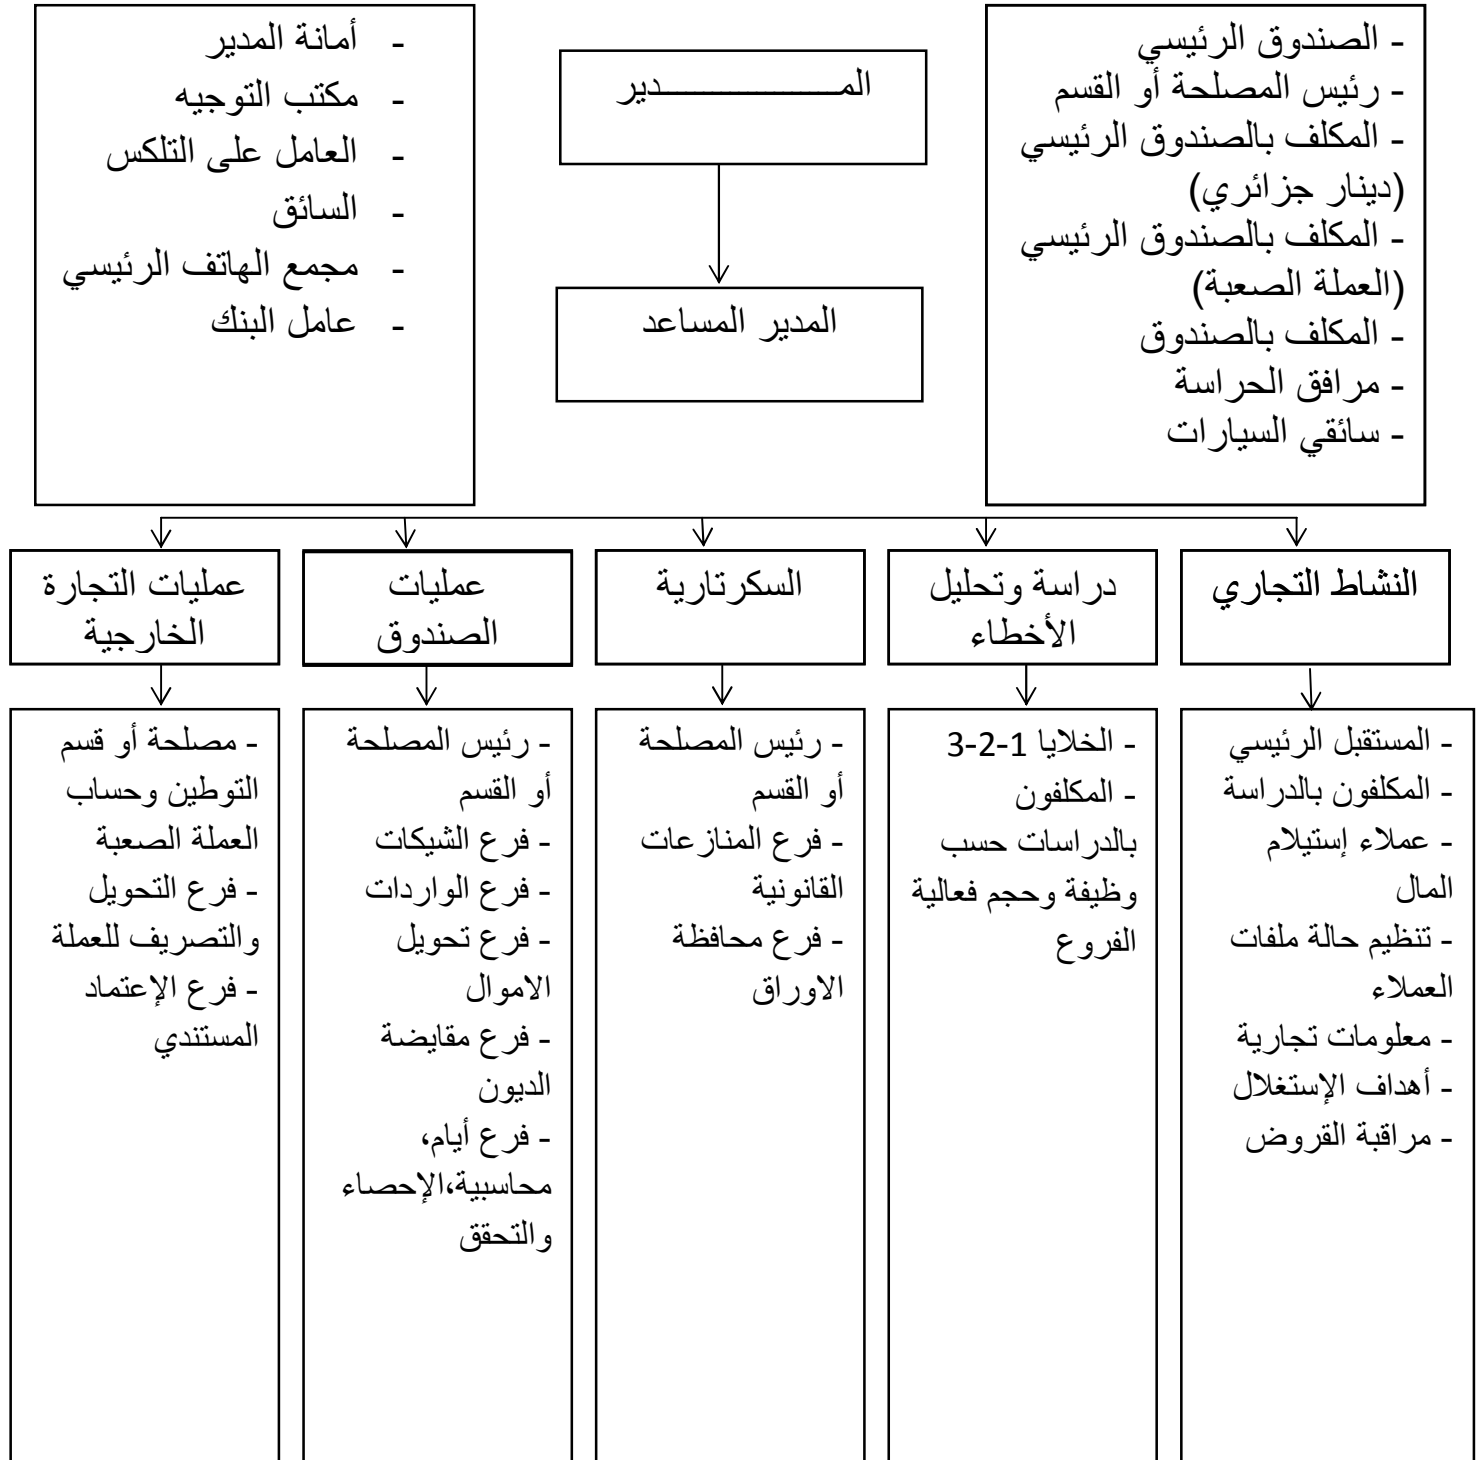 - الصندوق الرئيسي
- رئيس المصلحة أو القسم
- المكلف بالصندوق الرئيسي
(دينار جزائري)
- المكلف بالصندوق الرئيسي
(العملة الصعبة)
- المكلف بالصندوق
- مرافق الحراسة
- سائقي السيارات
المـــــــــــــــدير
المدير المساعد
- أمانة المدير
- مكتب التوجيه
- العامل على التلكس
- السائق
- مجمع الهاتف الرئيسي
- عامل البنك
النشاط التجاري
دراسة وتحليل
الأخطاء
السكرتارية
عمليات
الصندوق
عمليات التجارة
الخارجية
- المستقبل الرئيسي
- المكلفون بالدراسة
- عملاء إستيلام
المال
- تنظيم حالة ملفات
العملاء
- معلومات تجارية
- أهداف الإستغلال
- مراقبة القروض
- الخلايا 1-2-3
- المكلفون
بالدراسات حسب
وظيفة وحجم فعالية
الفروع
- رئيس المصلحة
أو القسم
- فرع المنازعات
القانونية
- فرع محافظة
الاوراق
- رئيس المصلحة
أو القسم
- فرع الشيكات
- فرع الواردات
- فرع تحويل
الاموال
- فرع مقايضة
الديون
- فرع أيام،
محاسبية،الإحصاء
والتحقق
- مصلحة أو قسم
التوطين وحساب
العملة الصعبة
- فرع التحويل
والتصريف للعملة
- فرع الإعتماد
المستندي